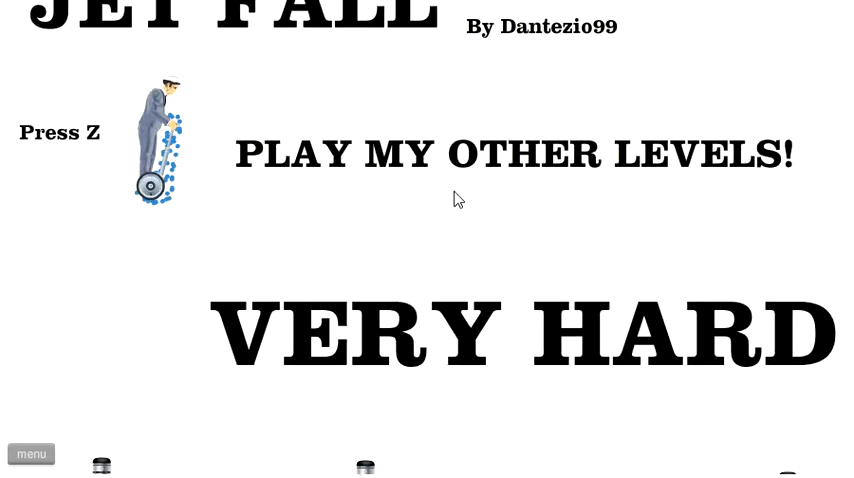 JET FALL
By Dantezio99
Press Z
PLAY MY OTHER LEVELS!
VERY HARD
menu